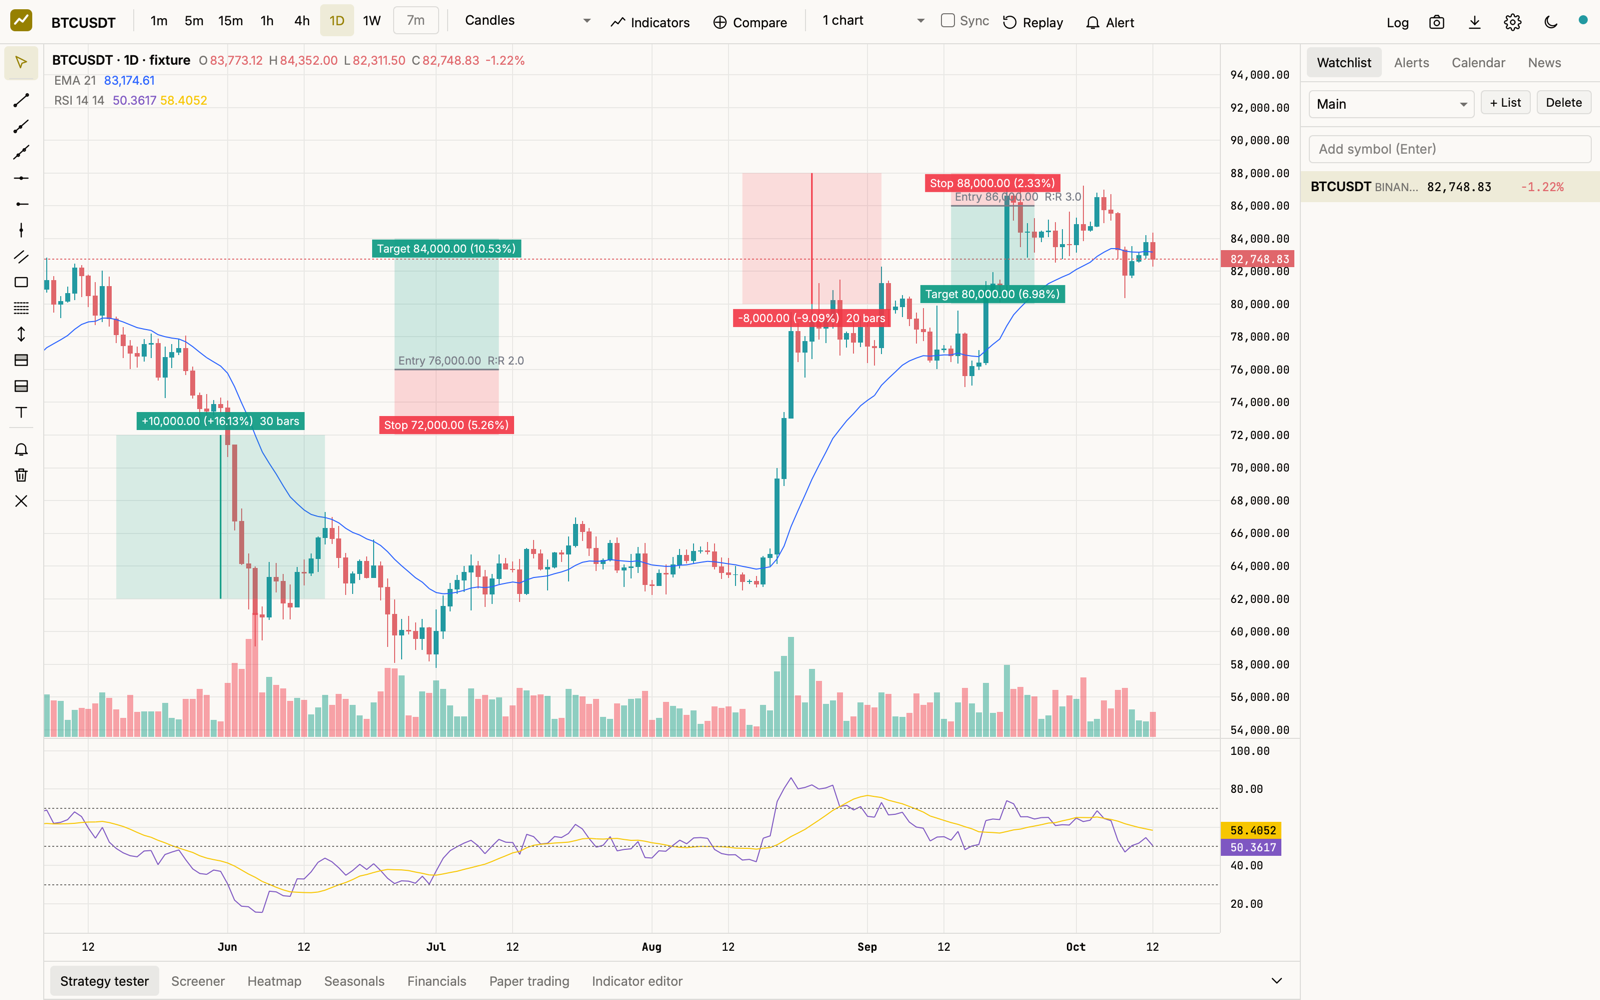 BTCUSDT 1m 5m 15m 1h 4h 1D 1W 7m Candles Indicators Compare 1 chart Sync Replay Alert Log
BTCUSDT · 1D · fixture O 83,773.12 H 84,352.00 L 82,311.50 C 82,748.83 -1.22%
EMA 21 83,174.61
RSI 14 14 50.3617 58.4052
Target 84,000.00 (10.53%)
Entry 76,000.00 R:R 2.0
Stop 72,000.00 (5.26%)
+10,000.00 (+16.13%) 30 bars
-8,000.00 (-9.09%) 20 bars
Stop 88,000.00 (2.33%)
Entry 86,000.00 R:R 3.0
Target 80,000.00 (6.98%)
94,000.00
92,000.00
90,000.00
88,000.00
86,000.00
84,000.00
82,748.83
82,000.00
80,000.00
78,000.00
76,000.00
74,000.00
72,000.00
70,000.00
68,000.00
66,000.00
64,000.00
62,000.00
60,000.00
58,000.00
56,000.00
54,000.00
100.00
80.00
58.4052
50.3617
40.00
20.00
12 Jun 12 Jul 12 Aug 12 Sep 12 Oct 12
Strategy tester Screener Heatmap Seasonals Financials Paper trading Indicator editor
Watchlist Alerts Calendar News
Main + List Delete
Add symbol (Enter)
BTCUSDT BINAN... 82,748.83 -1.22%
T